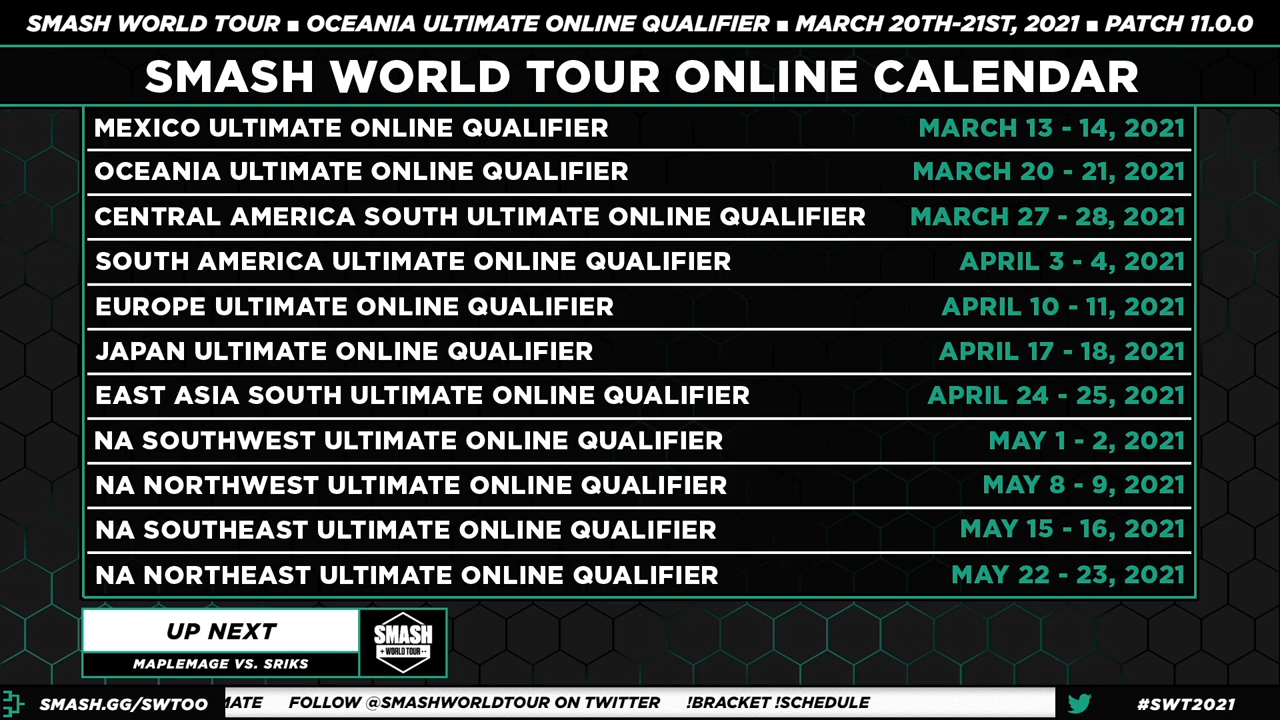 SMASH WORLD TOUR ■ OCEANIA ULTIMATE ONLINE QUALIFIER ■ MARCH 20TH-21ST, 2021 ■ PATCH 11.0.0
SMASH WORLD TOUR ONLINE CALENDAR
MEXICO ULTIMATE ONLINE QUALIFIER MARCH 13 - 14, 2021
OCEANIA ULTIMATE ONLINE QUALIFIER MARCH 20 - 21, 2021
CENTRAL AMERICA SOUTH ULTIMATE ONLINE QUALIFIER MARCH 27 - 28, 2021
SOUTH AMERICA ULTIMATE ONLINE QUALIFIER APRIL 3 - 4, 2021
EUROPE ULTIMATE ONLINE QUALIFIER APRIL 10 - 11, 2021
JAPAN ULTIMATE ONLINE QUALIFIER APRIL 17 - 18, 2021
EAST ASIA SOUTH ULTIMATE ONLINE QUALIFIER APRIL 24 - 25, 2021
NA SOUTHWEST ULTIMATE ONLINE QUALIFIER MAY 1 - 2, 2021
NA NORTHWEST ULTIMATE ONLINE QUALIFIER MAY 8 - 9, 2021
NA SOUTHEAST ULTIMATE ONLINE QUALIFIER MAY 15 - 16, 2021
NA NORTHEAST ULTIMATE ONLINE QUALIFIER MAY 22 - 23, 2021
UP NEXT
MAPLEMAGE VS. SRIKS
SMASH
WORLD TOUR
SMASH.GG/SWTOO FOLLOW @SMASHWORLDTOUR ON TWITTER !BRACKET !SCHEDULE #SWT2021